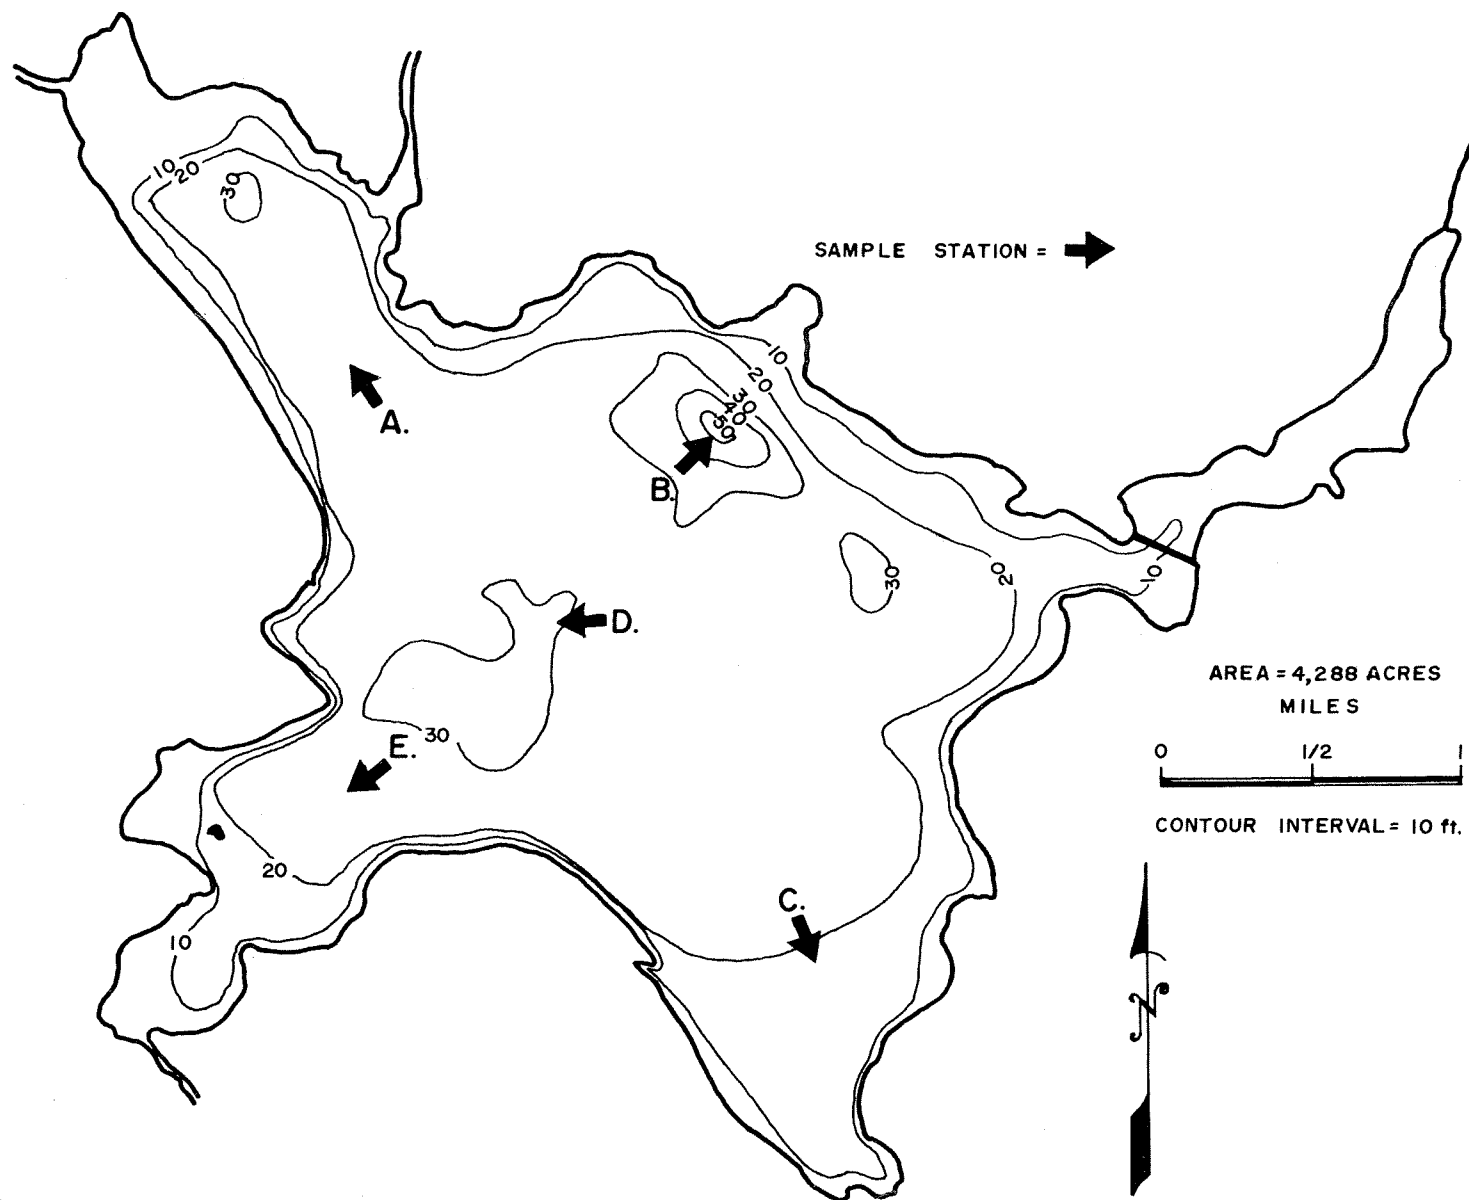 10
20
30
SAMPLE STATION =
10
20
30
40
50
A.
B.
30
20
10
D.
AREA = 4,288 ACRES
MILES
0 1/2 1
30
E.
CONTOUR INTERVAL = 10 ft.
20
C.
10
N